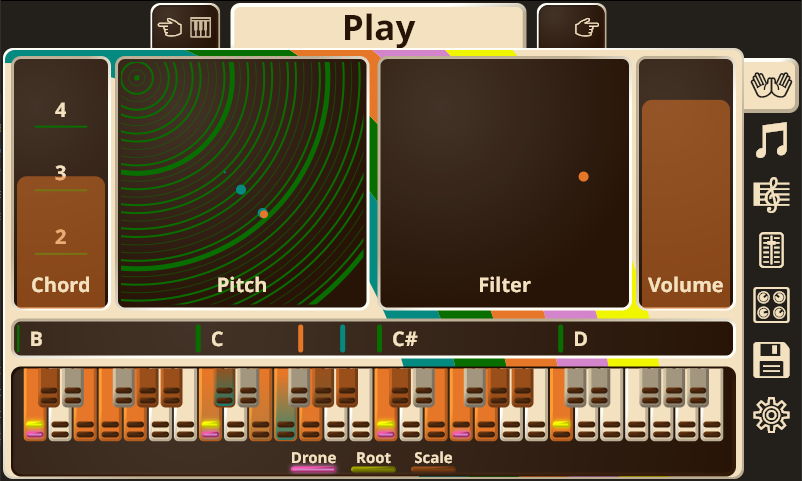 Play
4
3
2
Chord
Pitch
Filter
Volume
B
C
C#
D
Drone
Root
Scale